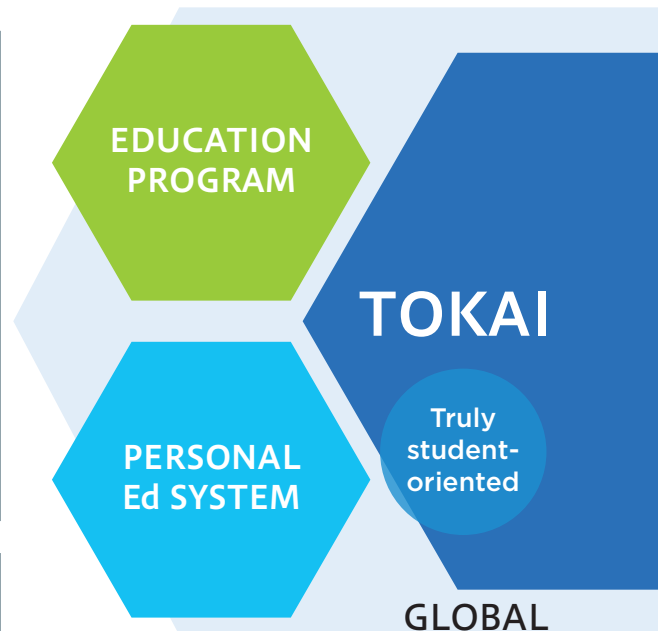 EDUCATION
PROGRAM
TOKAI
Truly
student-
oriented
PERSONAL
Ed SYSTEM
GLOBAL